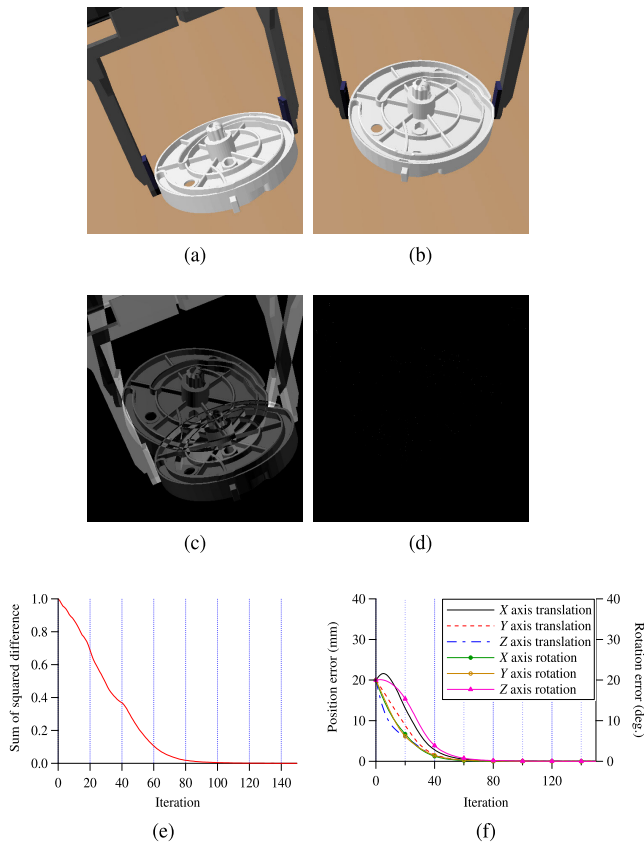 (a)
(b)
(c)
(d)
1.0
0.8
0.6
0.4
0.2
0.0
Sum of squared difference
0 20 40 60 80 100 120 140
Iteration
(e)
40
30
20
10
0
Position error (mm)
X axis translation
Y axis translation
Z axis translation
X axis rotation
Y axis rotation
Z axis rotation
40
30
20
10
0
Rotation error (deg.)
0 40 80 120
Iteration
(f)